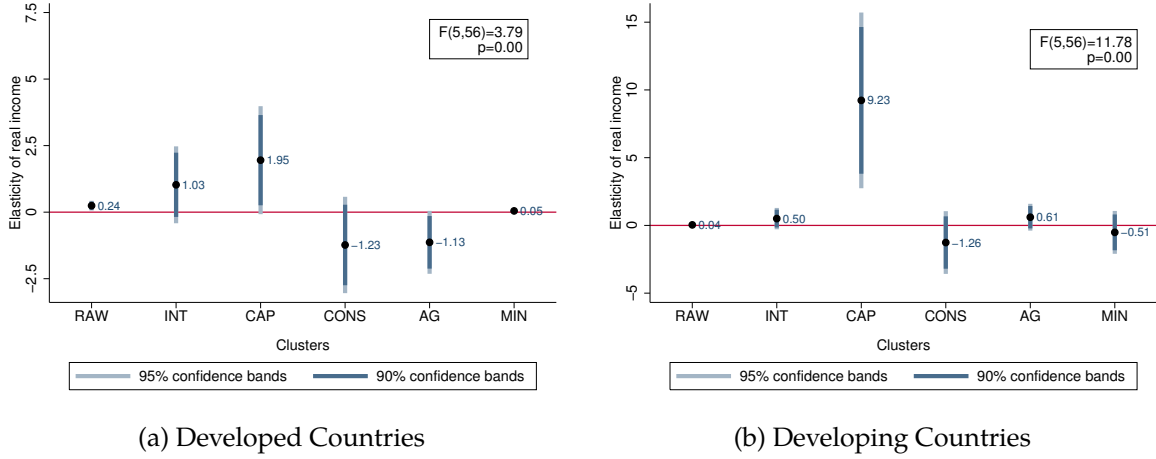 7.5
5
2.5
0
−2.5
Elasticity of real income
F(5,56)=3.79
p=0.00
0.24
1.03
1.95
−1.23
−1.13
0.05
RAW INT CAP CONS AG MIN
Clusters
95% confidence bands 90% confidence bands
(a) Developed Countries
15
10
5
0
−5
Elasticity of real income
F(5,56)=11.78
p=0.00
0.04
0.50
9.23
−1.26
0.61
−0.51
RAW INT CAP CONS AG MIN
Clusters
95% confidence bands 90% confidence bands
(b) Developing Countries